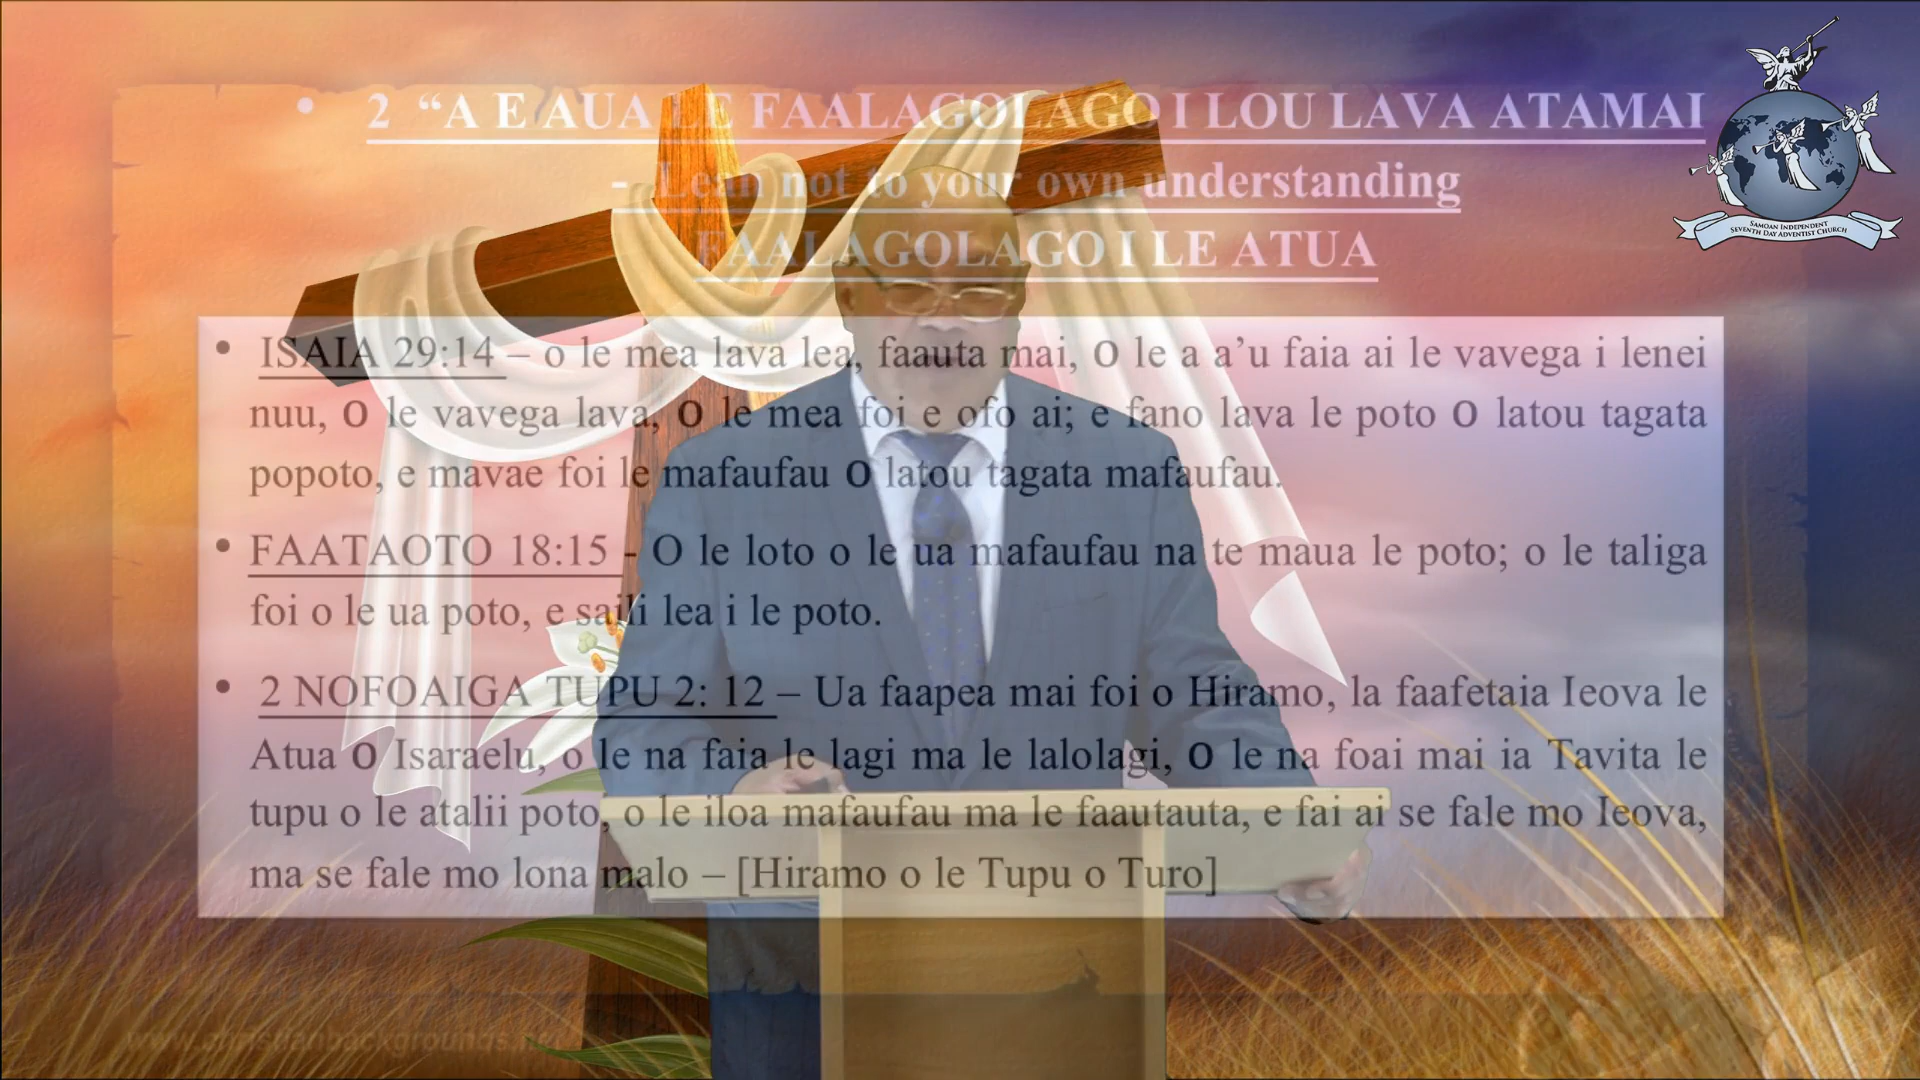 • 2 “A E AUA LE FAALAGOLAGO I LOU LAVA ATAMAI
- Lean not to your own understanding
FAALAGOLAGO I LE ATUA
• ISAIA 29:14 – o le mea lava lea, faauta mai, O le a a’u faia ai le vavega i lenei
nuu, O le vavega lava, O le mea foi e ofo ai; e fano lava le poto O latou tagata
popoto, e mavae foi le mafaufau O latou tagata mafaufau.
• FAATAOTO 18:15 - O le loto o le ua mafaufau na te maua le poto; o le taliga
foi o le ua poto, e saili lea i le poto.
• 2 NOFOAIGA TUPU 2: 12 – Ua faapea mai foi o Hiramo, la faafetaia Ieova le
Atua O Isaraelu, o le na faia le lagi ma le lalolagi, O le na foai mai ia Tavita le
tupu o le atalii poto, o le iloa mafaufau ma le faautauta, e fai ai se fale mo Ieova,
ma se fale mo lona malo – [Hiramo o le Tupu o Turo]
SAMOAN INDEPENDENT
SEVENTH DAY ADVENTIST CHURCH